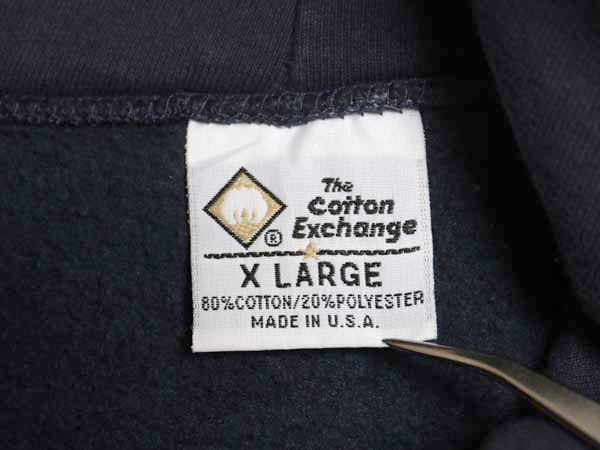 The
Cotton
Exchange
®
X LARGE
80%COTTON/20%POLYESTER
MADE IN U.S.A.